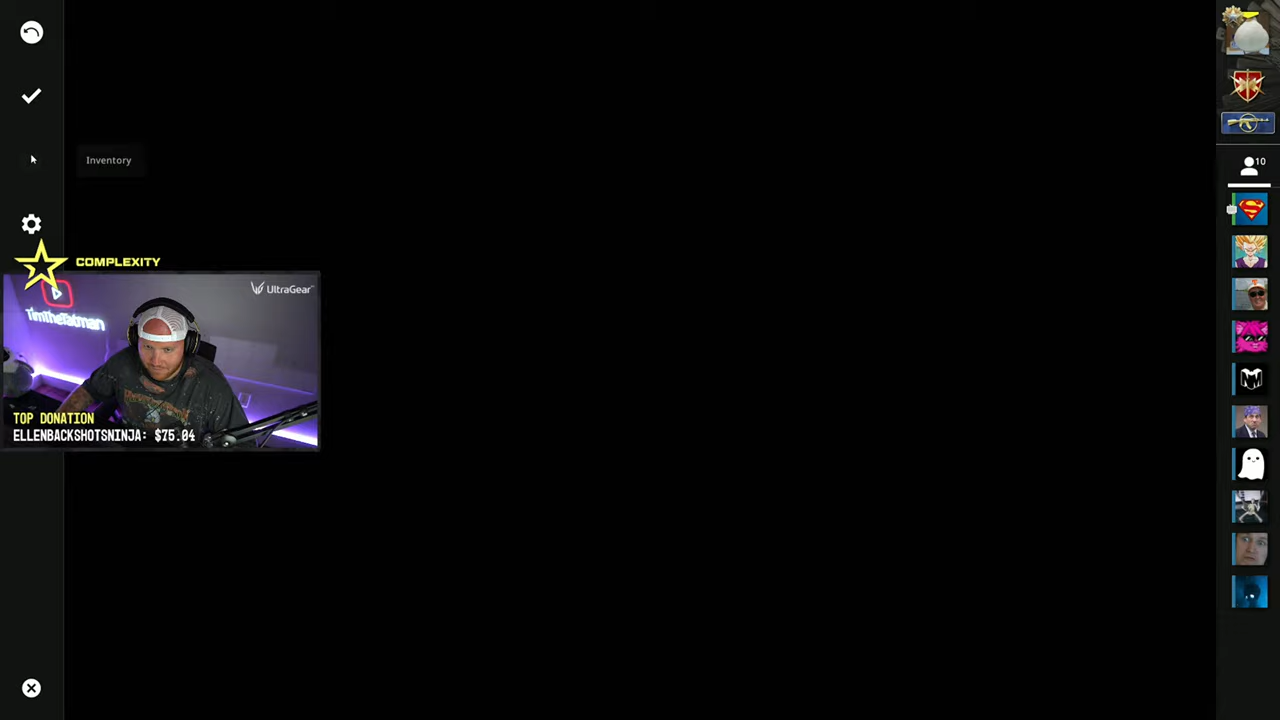 10
Inventory
COMPLEXITY
UltraGear
TimTheTatman
TOP DONATION
ELLENBACKSHOTSNINJA: $75.04